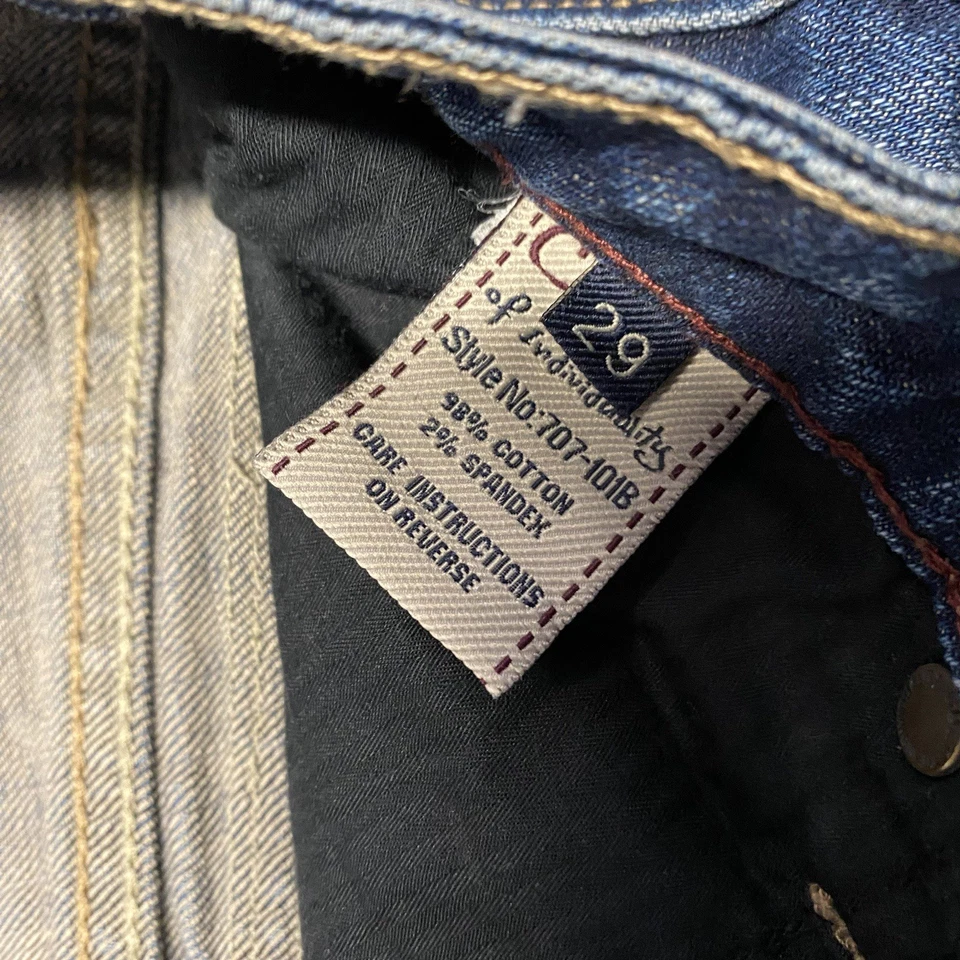 C
29
of Individuality
Style No:707-101B
98% COTTON
2% SPANDEX
CARE INSTRUCTIONS
ON REVERSE